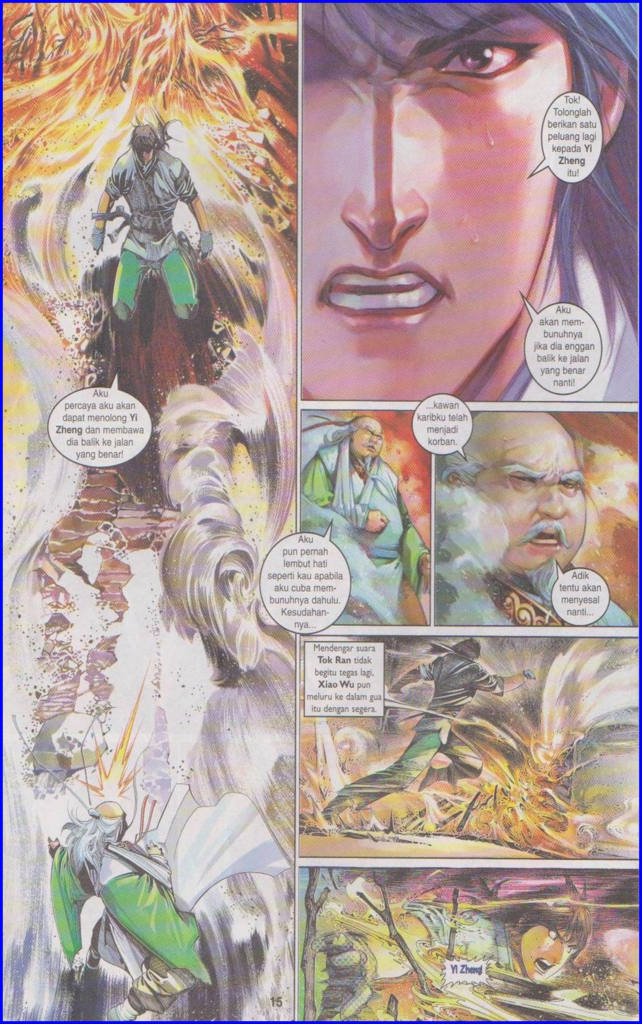 Aku
percaya aku akan
dapat menolong Yi
Zheng dan membawa
dia balik ke jalan
yang benar!
Tok!
Tolonglah
berikan satu
peluang lagi
kepada Yi
Zheng
itu!
Aku
akan mem-
bunuhnya
jika dia enggan
balik ke jalan
yang benar
nanti!
Aku
pun pernah
lembut hati
seperti kau apabila
aku cuba mem-
bunuhnya dahulu.
Kesudahan-
nya...
...kawan
karibku telah
menjadi
korban.
Adik
tentu akan
menyesal
nanti...
Mendengar suara
Tok Ran tidak
begitu tegas lagi,
Xiao Wu pun
meluru ke dalam gua
itu dengan segera.
Yi Zheng!
15